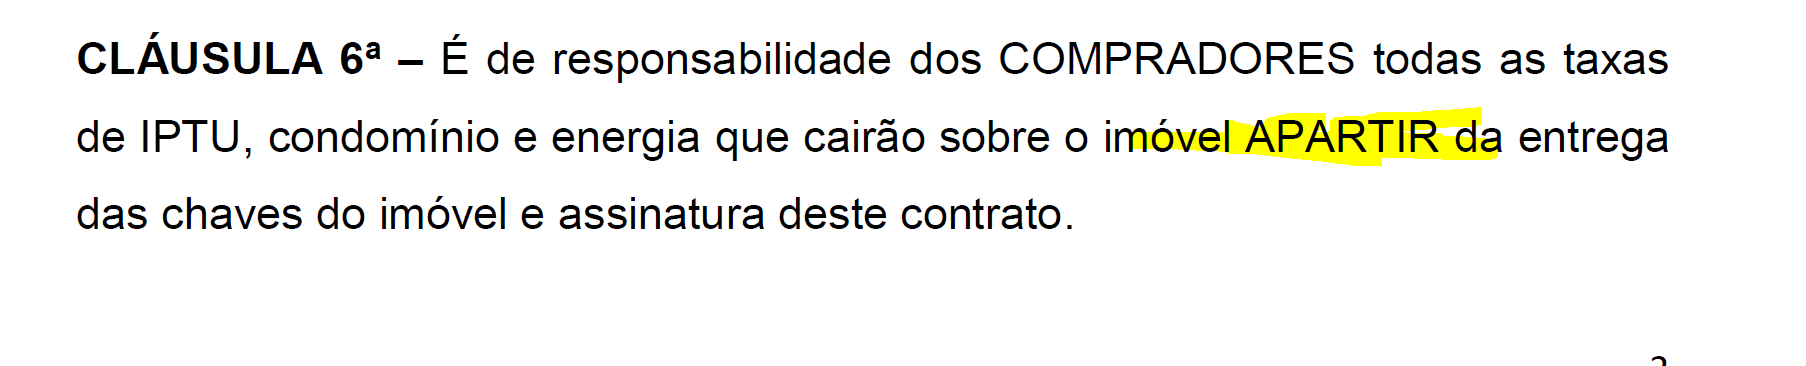 CLÁUSULA 6ª – É de responsabilidade dos COMPRADORES todas as taxas
de IPTU, condomínio e energia que cairão sobre o imóvel APARTIR da entrega
das chaves do imóvel e assinatura deste contrato.